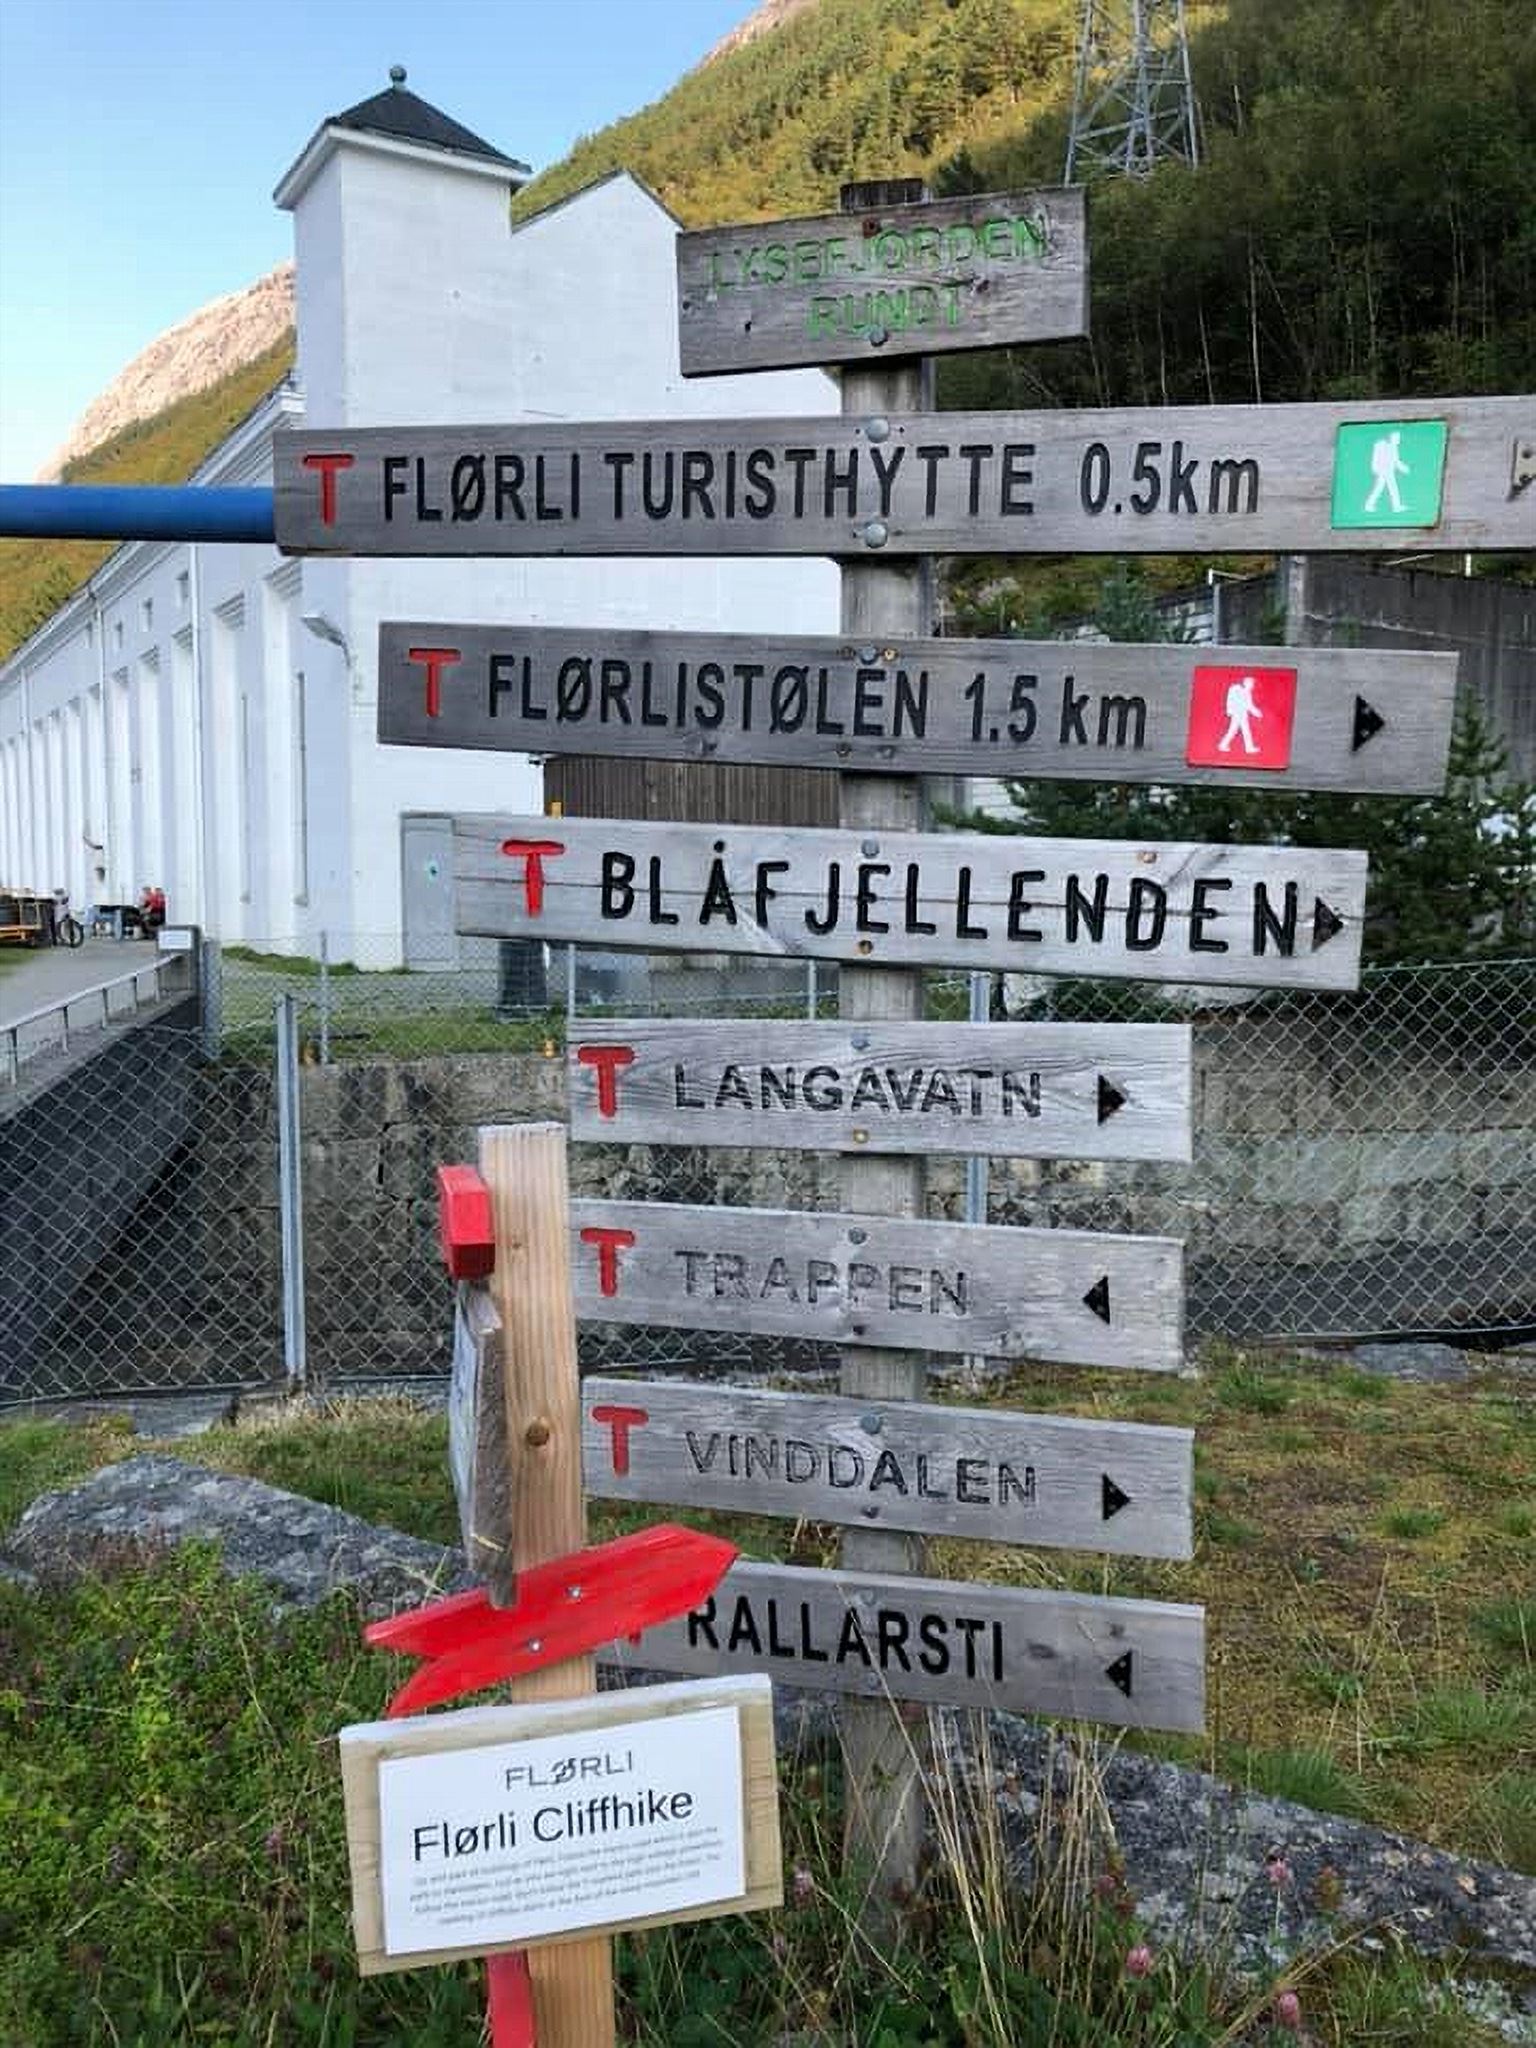 LYSEFJORDEN
RUNDT
T FLØRLI TURISTHYTTE 0.5km
T FLØRLISTØLEN 1.5 km
T BLÅFJELLENDEN
T LANGAVATN
T TRAPPEN
T VINDDALEN
RALLARSTI
FLØRLI
Flørli Cliffhike